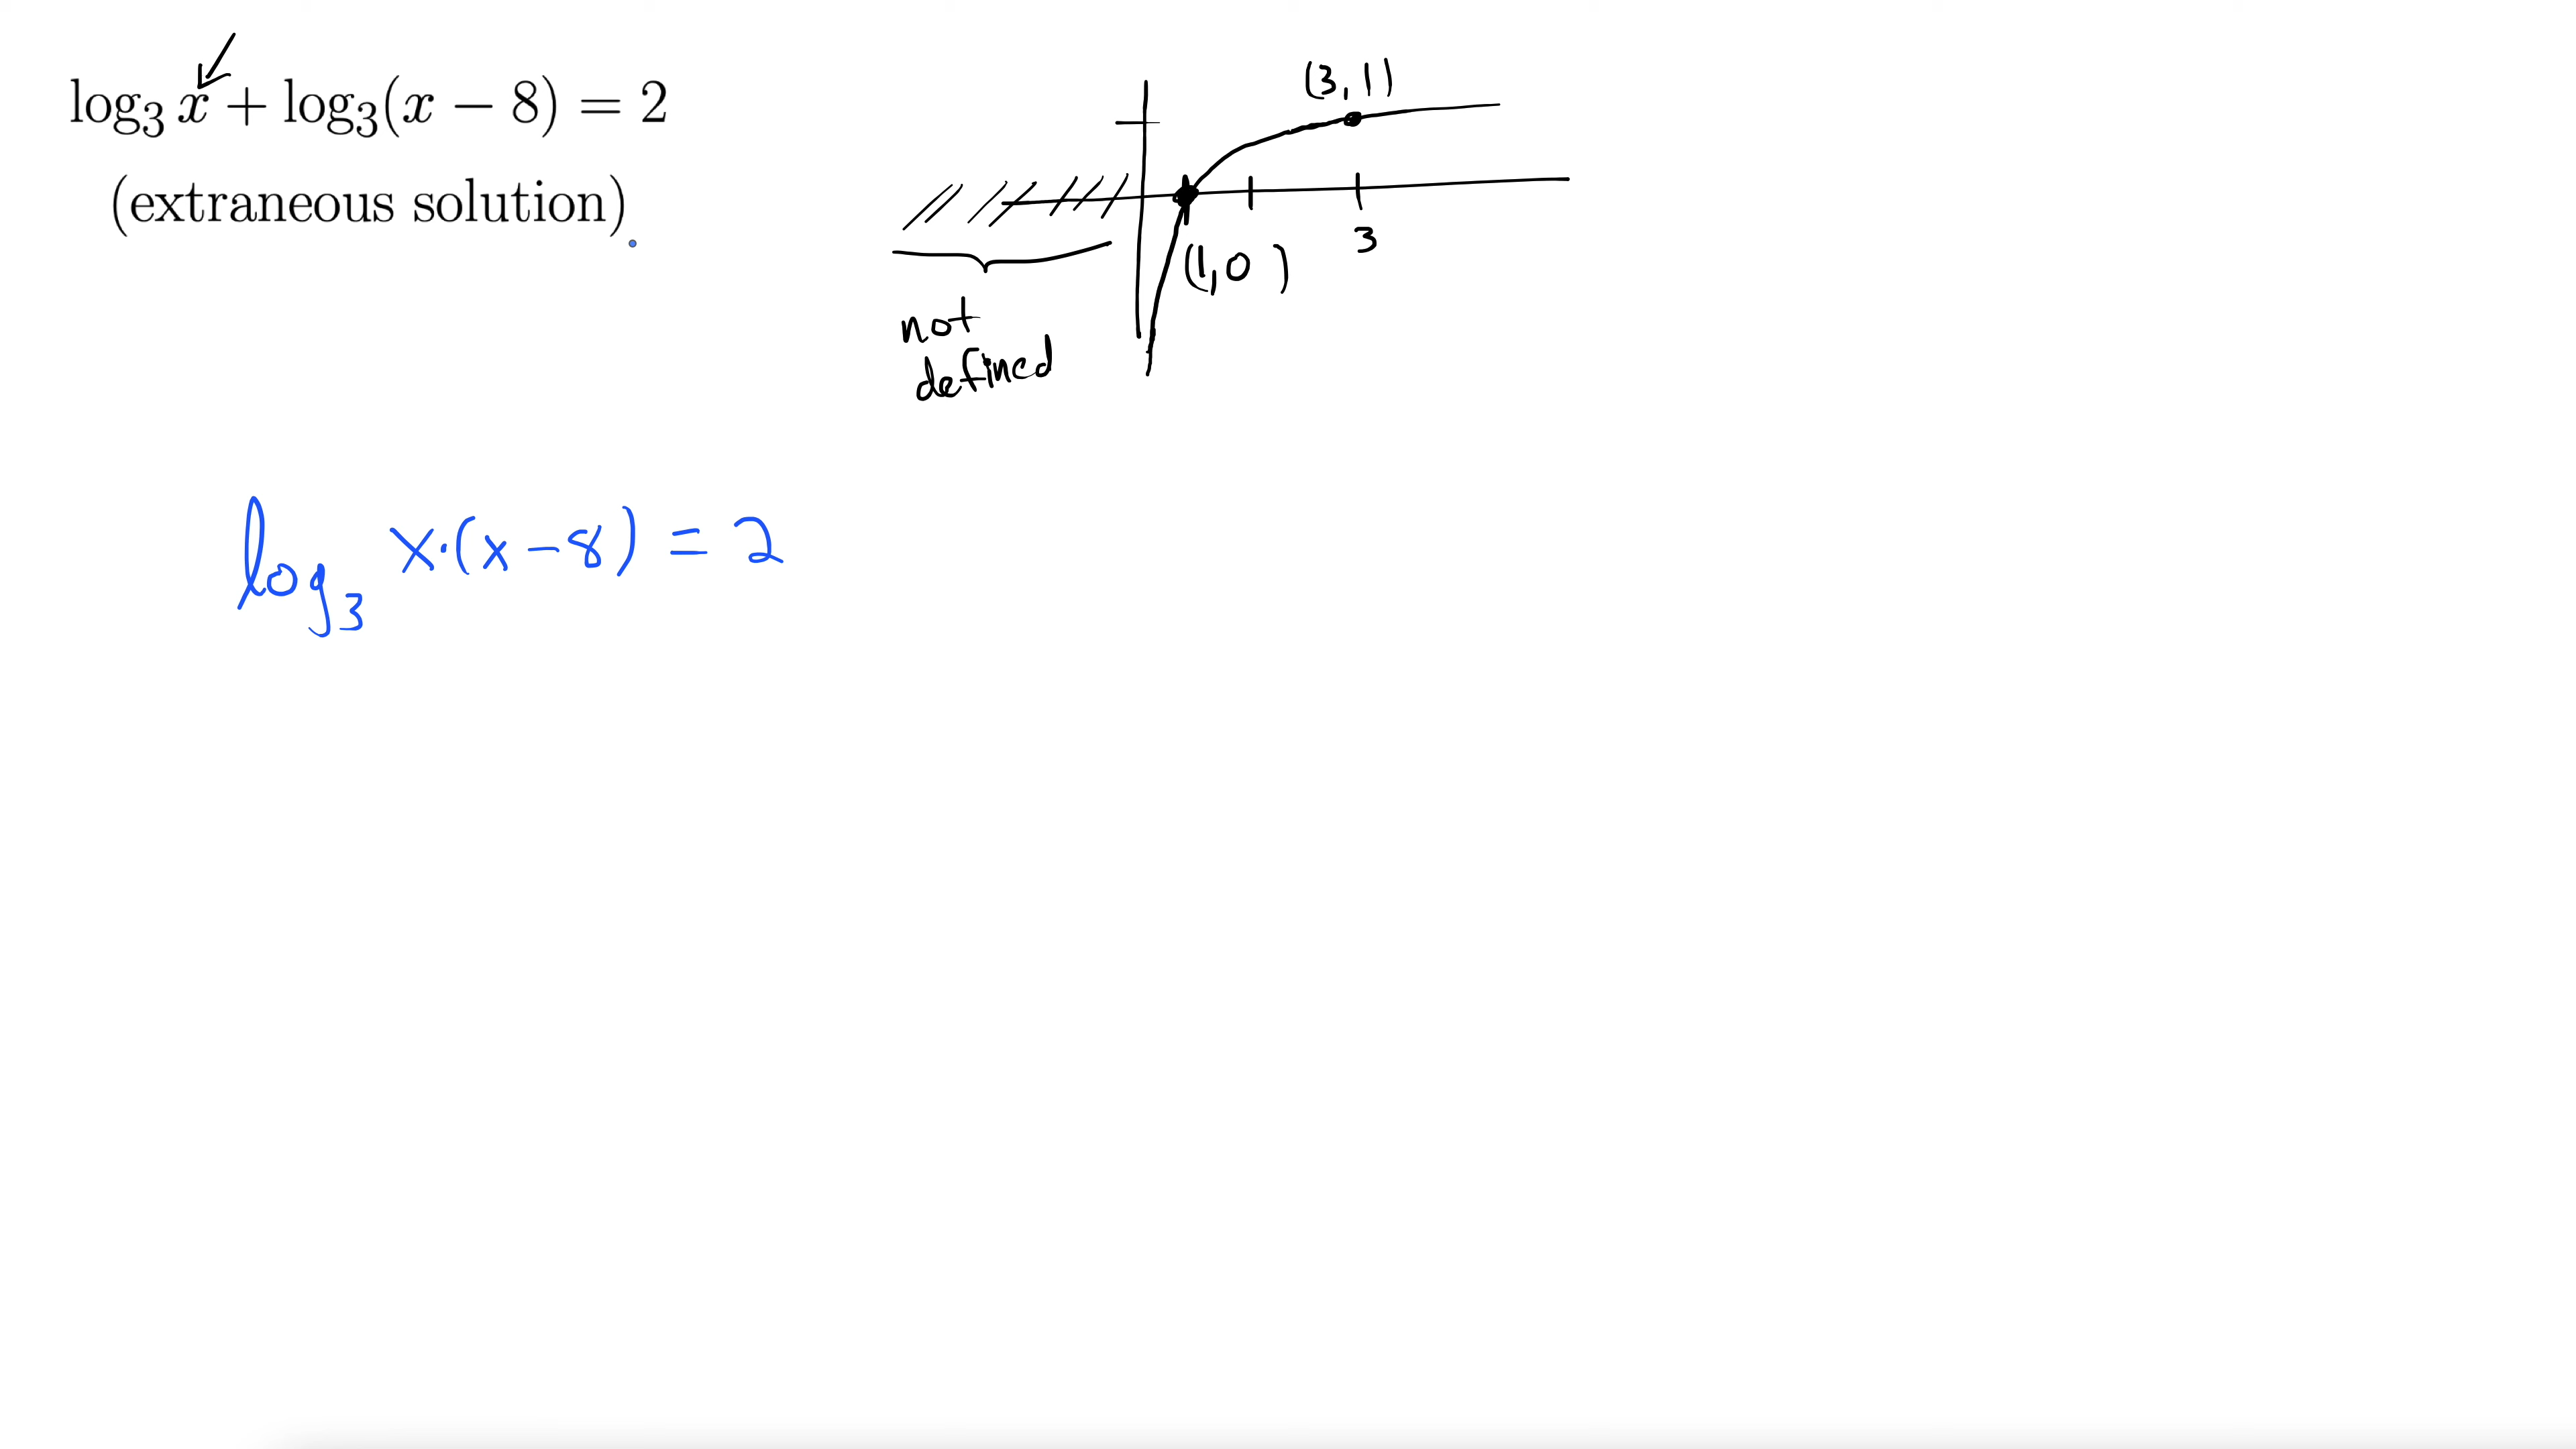 log₃ x + log₃(x − 8) = 2
(extraneous solution)
(3,1)
3
(1,0)
not
defined
log₃ x·(x−8) = 2